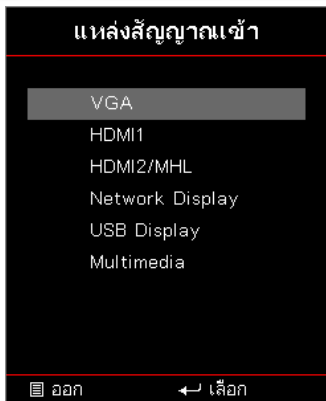 แหล่งสัญญาณเข้า
VGA
HDMI1
HDMI2/MHL
Network Display
USB Display
Multimedia
ออก เลือก